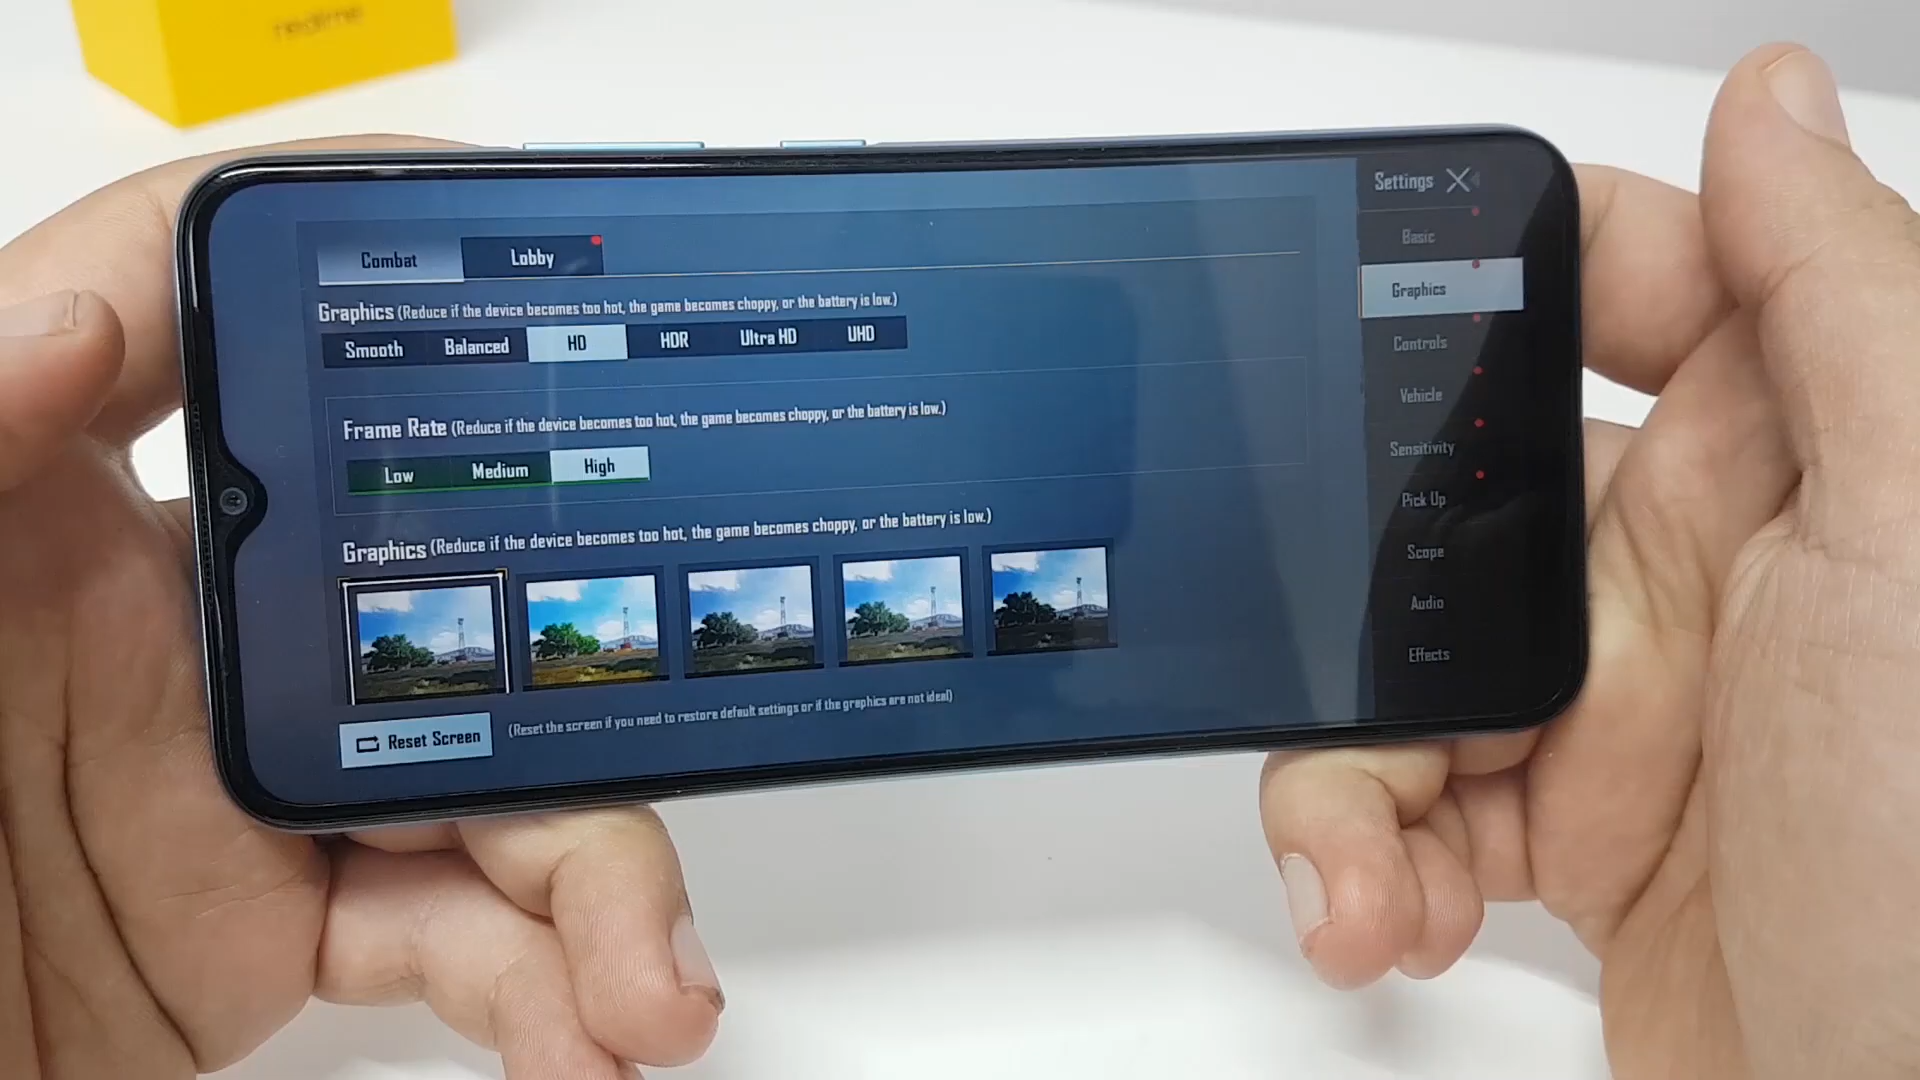 realme
Settings
Combat
Lobby
Graphics (Reduce if the device becomes too hot, the game becomes choppy, or the battery is low.)
Smooth Balanced HD HDR Ultra HD UHD
Frame Rate (Reduce if the device becomes too hot, the game becomes choppy, or the battery is low.)
Low Medium High
Graphics (Reduce if the device becomes too hot, the game becomes choppy, or the battery is low.)
Reset Screen (Reset the screen if you need to restore default settings or if the graphics are not ideal)
Basic
Graphics
Controls
Vehicle
Sensitivity
Pick Up
Scope
Audio
Effects